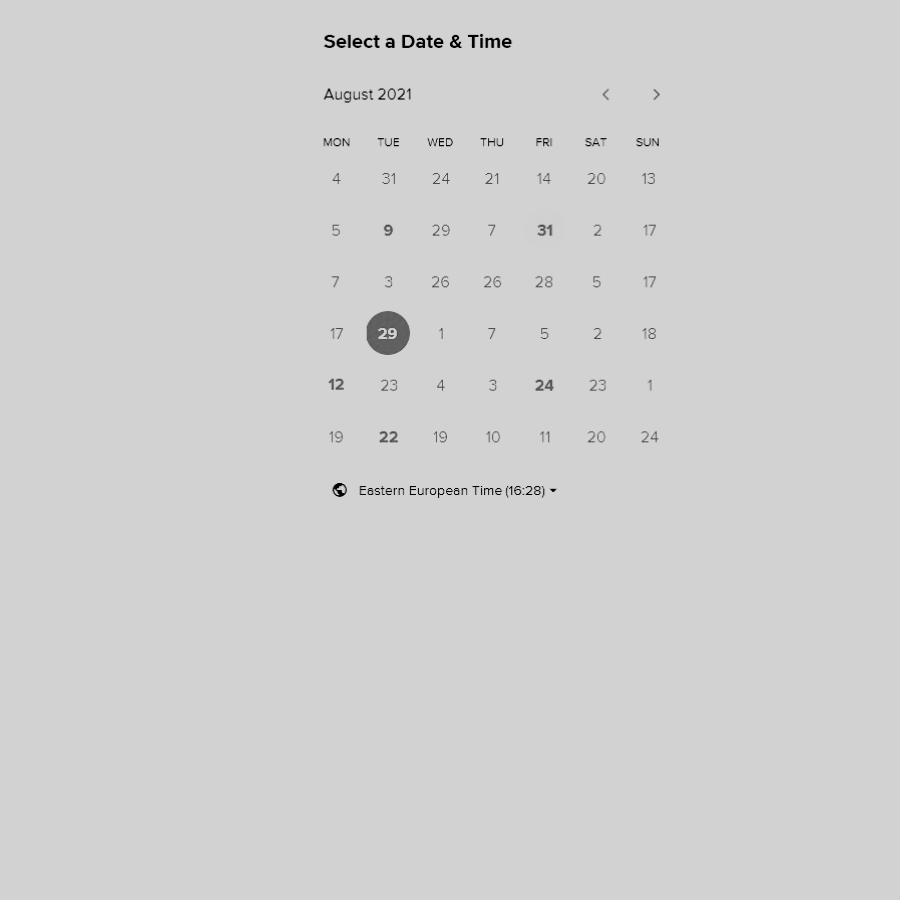 Select a Date & Time
August 2021
MON TUE WED THU FRI SAT SUN
4 31 24 21 14 20 13
5 9 29 7 31 2 17
7 3 26 26 28 5 17
17 29 1 7 5 2 18
12 23 4 3 24 23 1
19 22 19 10 11 20 24
Eastern European Time (16:28)